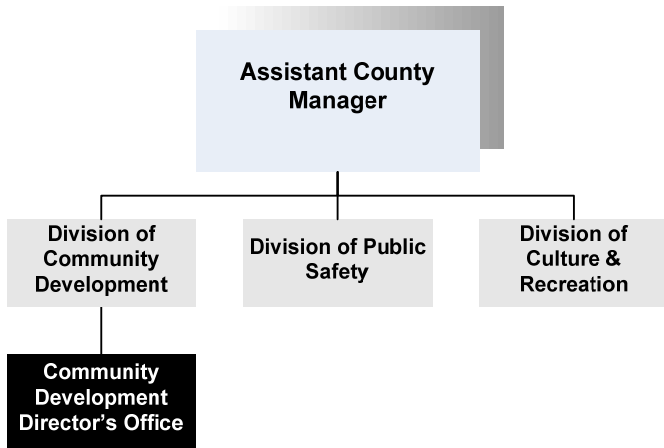 Assistant County
Manager
Division of
Community
Development
Division of Public
Safety
Division of
Culture &
Recreation
Community
Development
Director’s Office